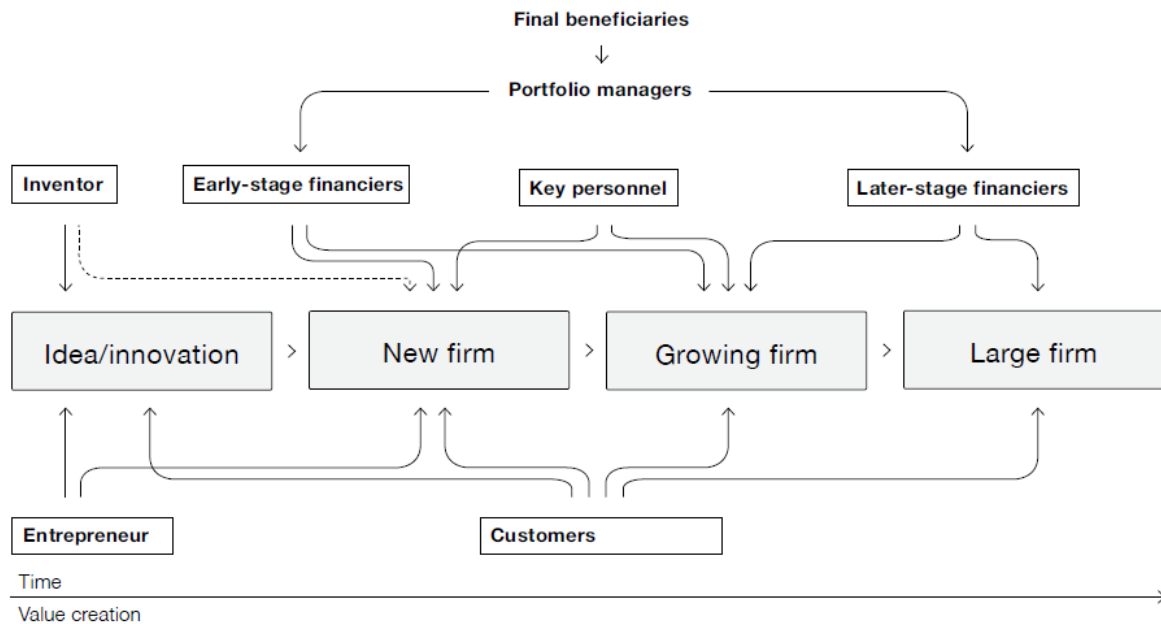 Final beneficiaries
Portfolio managers
Inventor
Early-stage financiers
Key personnel
Later-stage financiers
Idea/innovation
New firm
Growing firm
Large firm
Entrepreneur
Customers
Time
Value creation